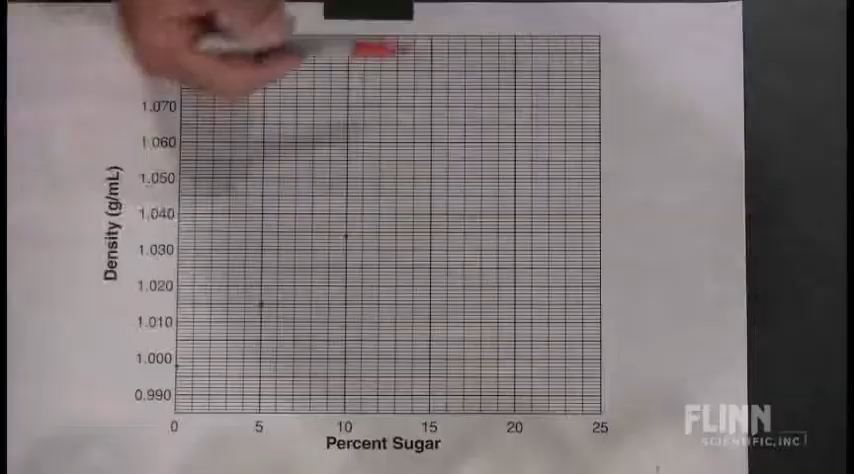 1.070
1.060
1.050
1.040
1.030
1.020
1.010
1.000
0.990
Density (g/mL)
0 5 10 15 20 25
Percent Sugar
FLINN
SCIENTIFIC, INC